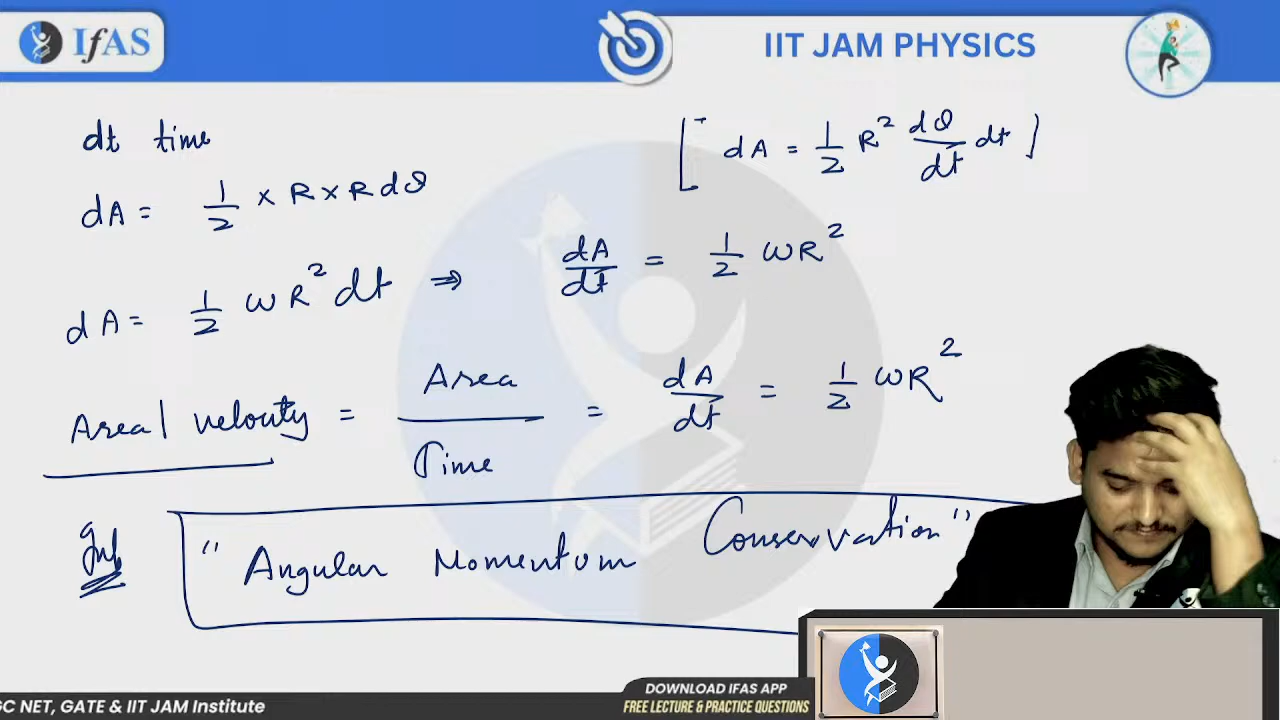 IfAS
IIT JAM PHYSICS
dt time
[ dA = 1/2 R² dθ/dt dt ]
dA = 1/2 × R × R dθ
dA = 1/2 ωR² dt ⇒ dA/dt = 1/2 ωR²
Areal velocity = Area/Time = dA/dt = 1/2 ωR²
"Angular Momentum Conservation"
GC NET, GATE & IIT JAM Institute
DOWNLOAD IFAS APP
FREE LECTURE & PRACTICE QUESTIONS